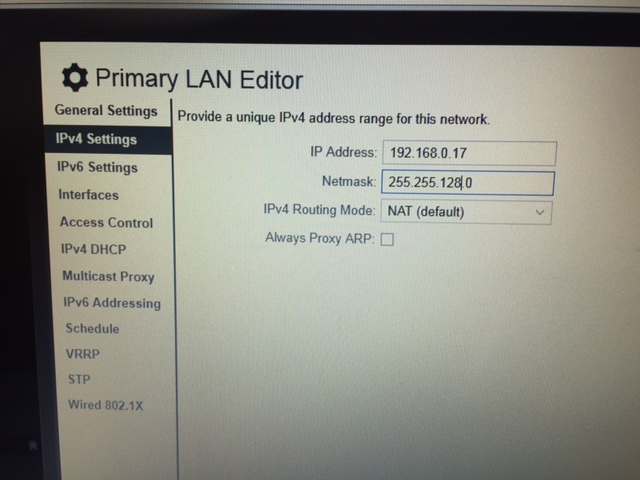 Primary LAN Editor
General Settings
IPv4 Settings
IPv6 Settings
Interfaces
Access Control
IPv4 DHCP
Multicast Proxy
IPv6 Addressing
Schedule
VRRP
STP
Wired 802.1X
Provide a unique IPv4 address range for this network.
IP Address: 192.168.0.17
Netmask: 255.255.128.0
IPv4 Routing Mode: NAT (default)
Always Proxy ARP: